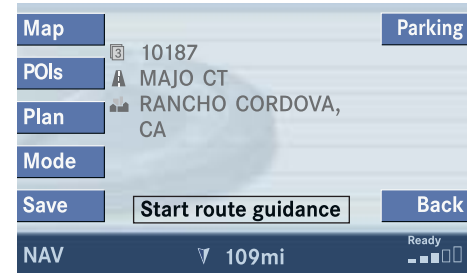 Map
Parking
3 10187
POIs
MAJO CT
RANCHO CORDOVA,
Plan
CA
Mode
Save
Start route guidance
Back
NAV
109mi
Ready